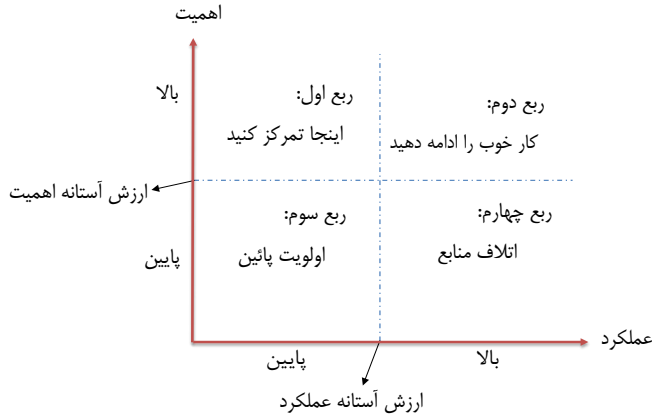 اهمیت
بالا
ربع اول:
اینجا تمرکز کنید
ربع دوم:
کار خوب را ادامه دهید
ارزش آستانه اهمیت
پایین
ربع سوم:
اولویت پائین
ربع چهارم:
اتلاف منابع
عملکرد
پایین
بالا
ارزش آستانه عملکرد